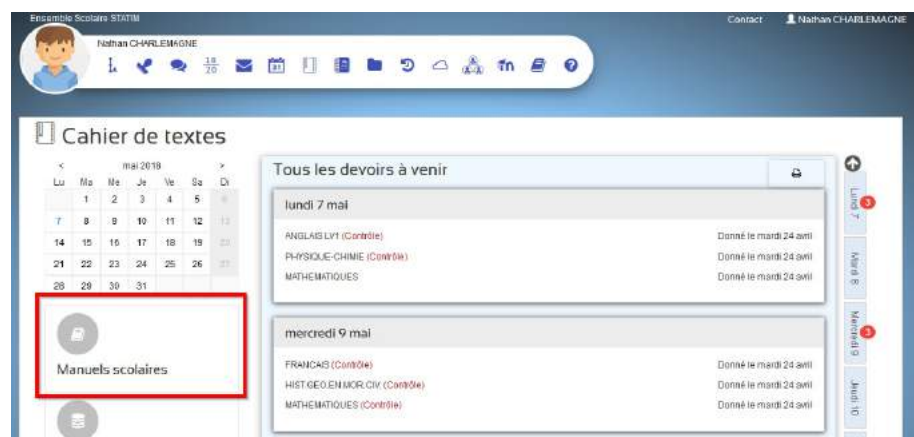 Ensemble Scolaire STATIM
Contact Nathan CHARLEMAGNE
Nathan CHARLEMAGNE
Cahier de textes
< mai 2018 >
Lu Ma Me Je Ve Sa Di
1 2 3 4 5 6
7 8 9 10 11 12 13
14 15 16 17 18 19 20
21 22 23 24 25 26 27
28 29 30 31
Manuels scolaires
Tous les devoirs à venir
lundi 7 mai
ANGLAIS LV1 (Contrôle) Donné le mardi 24 avril
PHYSIQUE-CHIMIE (Contrôle) Donné le mardi 24 avril
MATHEMATIQUES Donné le mardi 24 avril
mercredi 9 mai
FRANCAIS (Contrôle) Donné le mardi 24 avril
HIST.GEO.EN.MOR.CIV. (Contrôle) Donné le mardi 24 avril
MATHEMATIQUES (Contrôle) Donné le mardi 24 avril
Lundi 7
3
Mardi 8
Mercredi 9
3
Jeudi 10